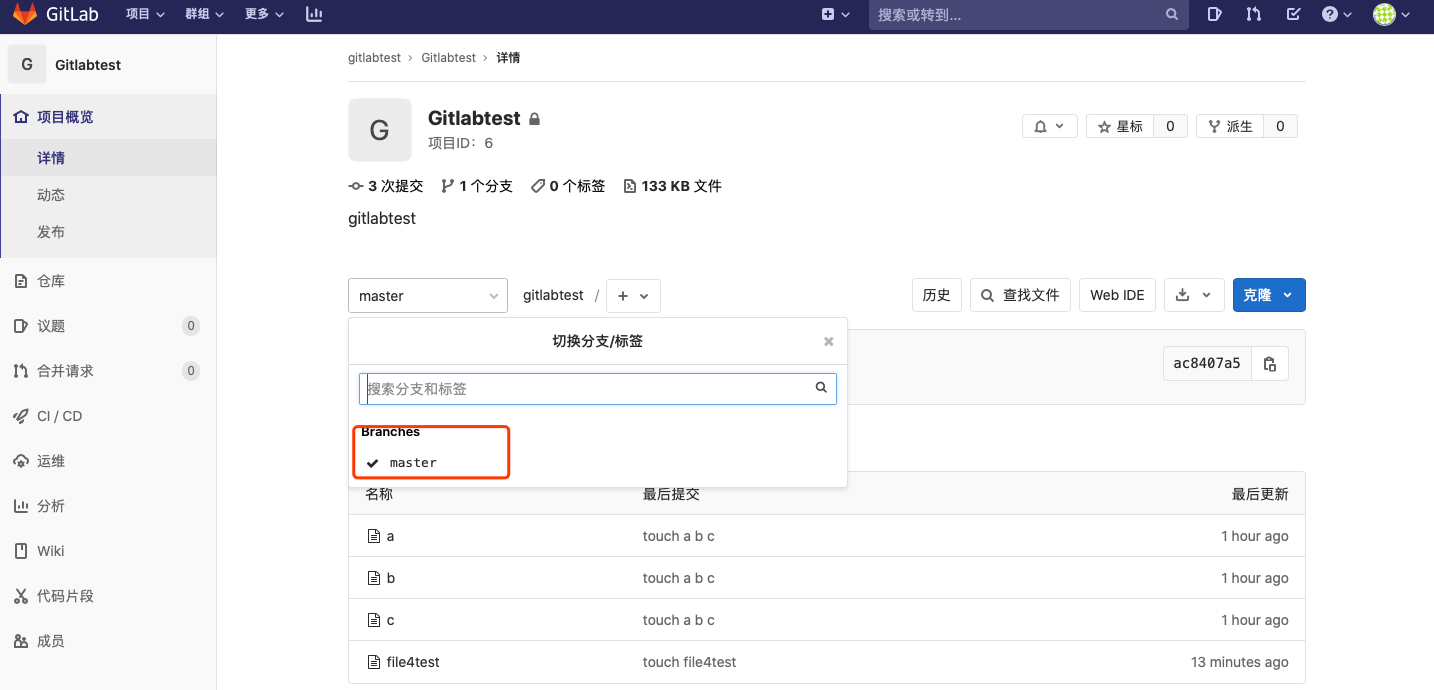 GitLab 项目 群组 更多 搜索或转到...
G Gitlabtest
项目概览
详情
动态
发布
仓库
议题 0
合并请求 0
CI / CD
运维
分析
Wiki
代码片段
成员
gitlabtest › Gitlabtest › 详情
G
Gitlabtest
项目ID：6
星标 0 派生 0
3 次提交 1 个分支 0 个标签 133 KB 文件
gitlabtest
master gitlabtest / + 历史 查找文件 Web IDE 克隆
切换分支/标签
ac8407a5
搜索分支和标签
Branches
master
名称 最后提交 最后更新
a touch a b c 1 hour ago
b touch a b c 1 hour ago
c touch a b c 1 hour ago
file4test touch file4test 13 minutes ago